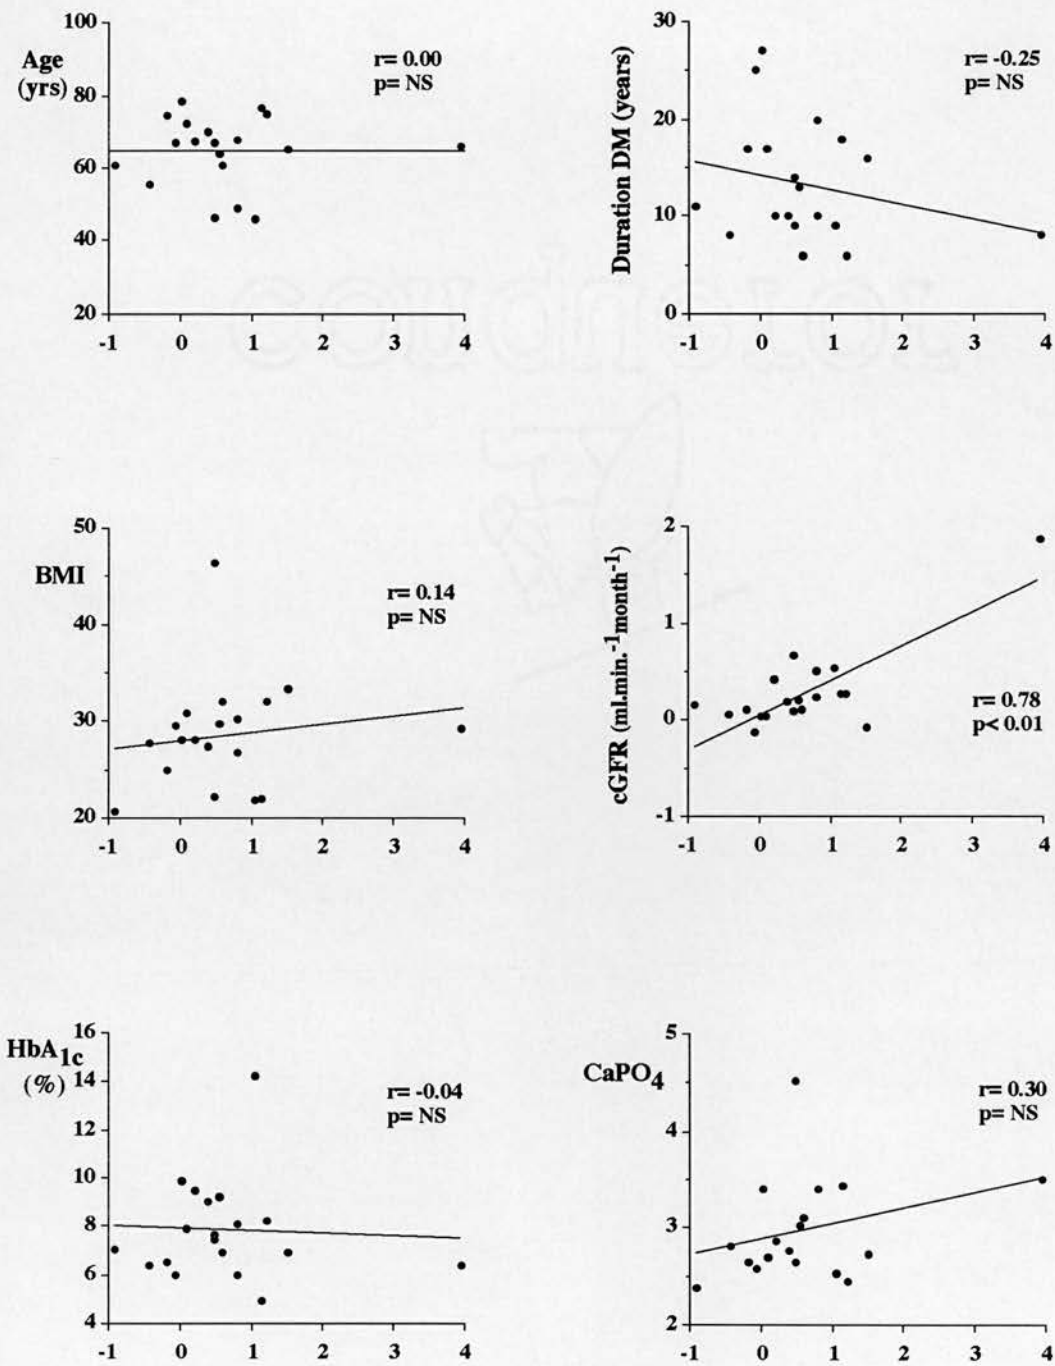 100
80
60
40
20
Age
(yrs)
r= 0.00
p= NS
-1 0 1 2 3 4
30
20
10
0
Duration DM (years)
r= -0.25
p= NS
-1 0 1 2 3 4
50
40
30
20
BMI
r= 0.14
p= NS
-1 0 1 2 3 4
2
1
0
-1
cGFR (ml.min.-1month-1)
r= 0.78
p< 0.01
-1 0 1 2 3 4
16
14
12
10
8
6
4
HbA1c
(%)
r= -0.04
p= NS
-1 0 1 2 3 4
5
4
3
2
CaPO4
r= 0.30
p= NS
-1 0 1 2 3 4